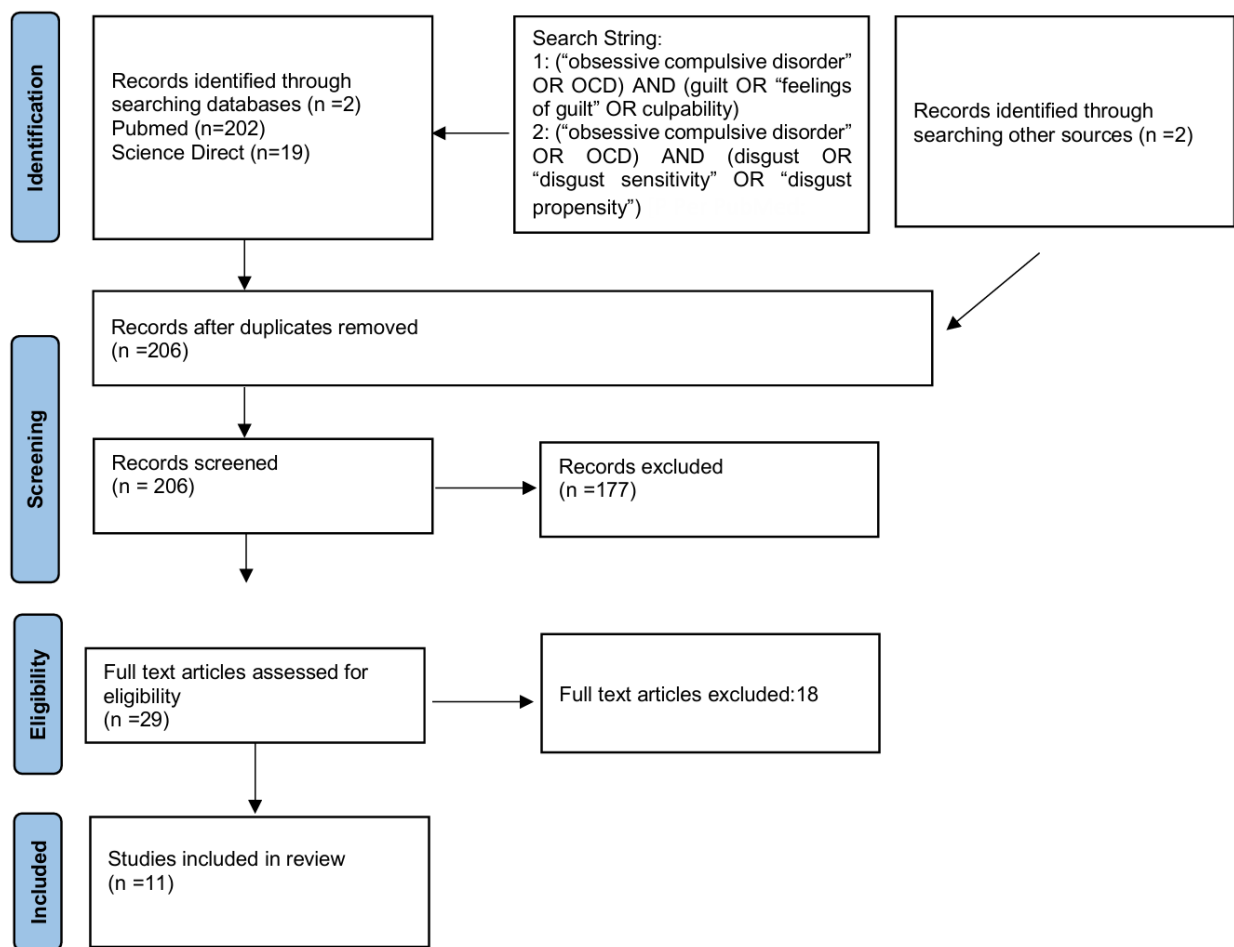 Identification
Records identified through
searching databases (n =2)
Pubmed (n=202)
Science Direct (n=19)
Search String:
1: (“obsessive compulsive disorder”
OR OCD) AND (guilt OR “feelings
of guilt” OR culpability)
2: (“obsessive compulsive disorder”
OR OCD) AND (disgust OR
“disgust sensitivity” OR “disgust
propensity”)
Records identified through
searching other sources (n =2)
Screening
Records after duplicates removed
(n =206)
Records screened
(n = 206)
Records excluded
(n =177)
Eligibility
Full text articles assessed for
eligibility
(n =29)
Full text articles excluded:18
Included
Studies included in review
(n =11)